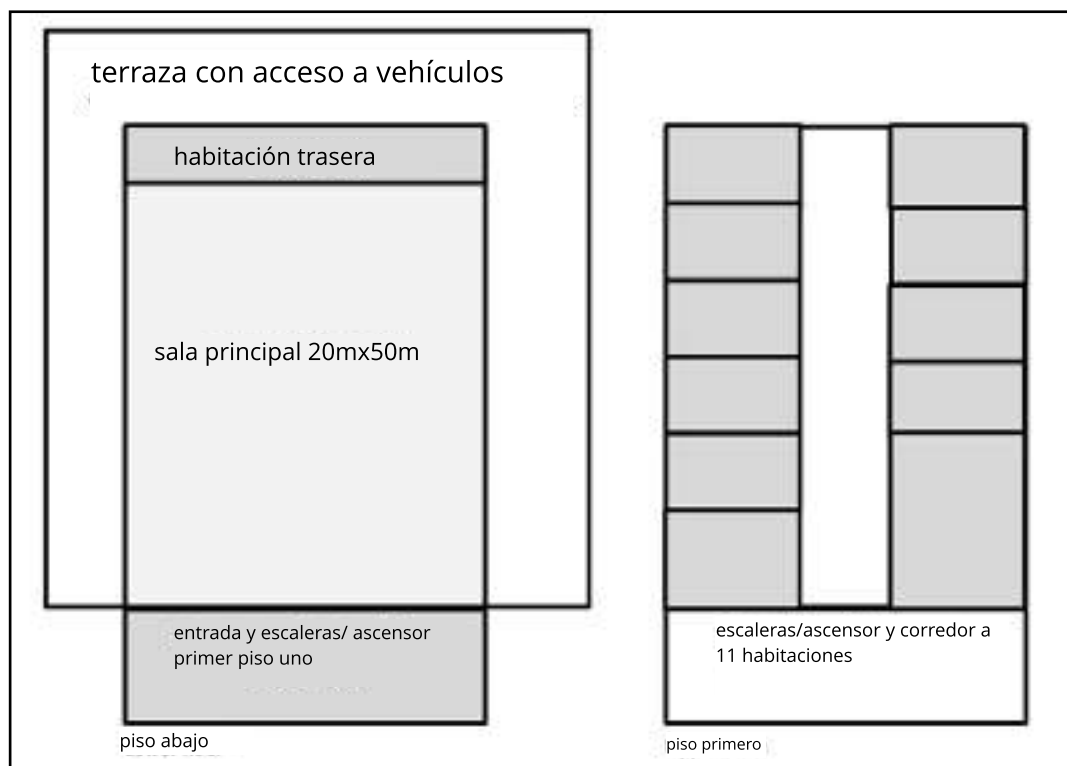 terraza con acceso a vehículos
habitación trasera
sala principal 20mx50m
entrada y escaleras/ ascensor
primer piso uno
piso abajo
escaleras/ascensor y corredor a
11 habitaciones
piso primero